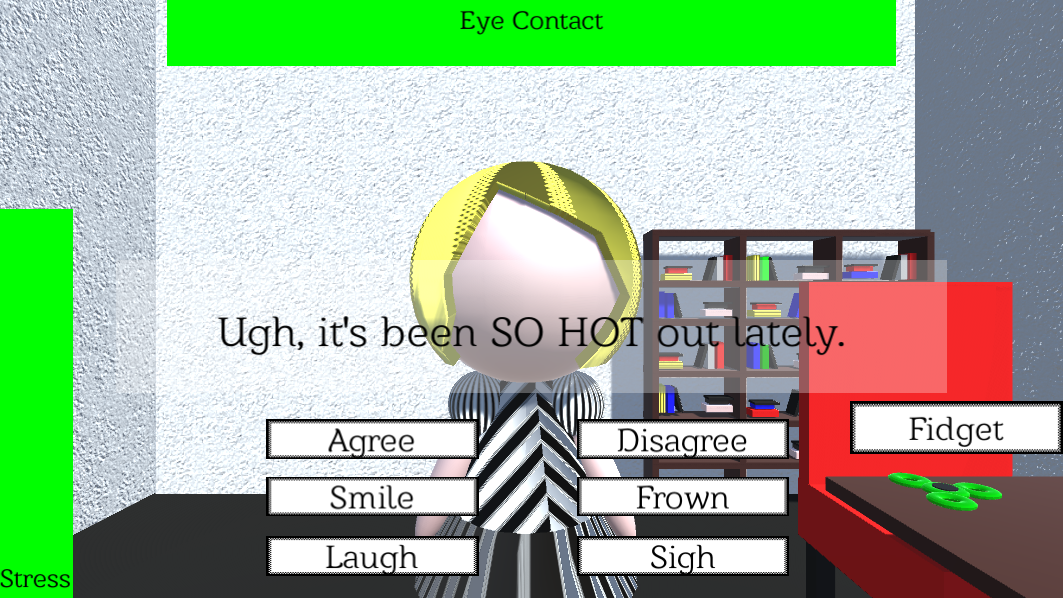 Eye Contact
Ugh, it's been SO HOT out lately.
Agree
Disagree
Fidget
Smile
Frown
Laugh
Sigh
Stress